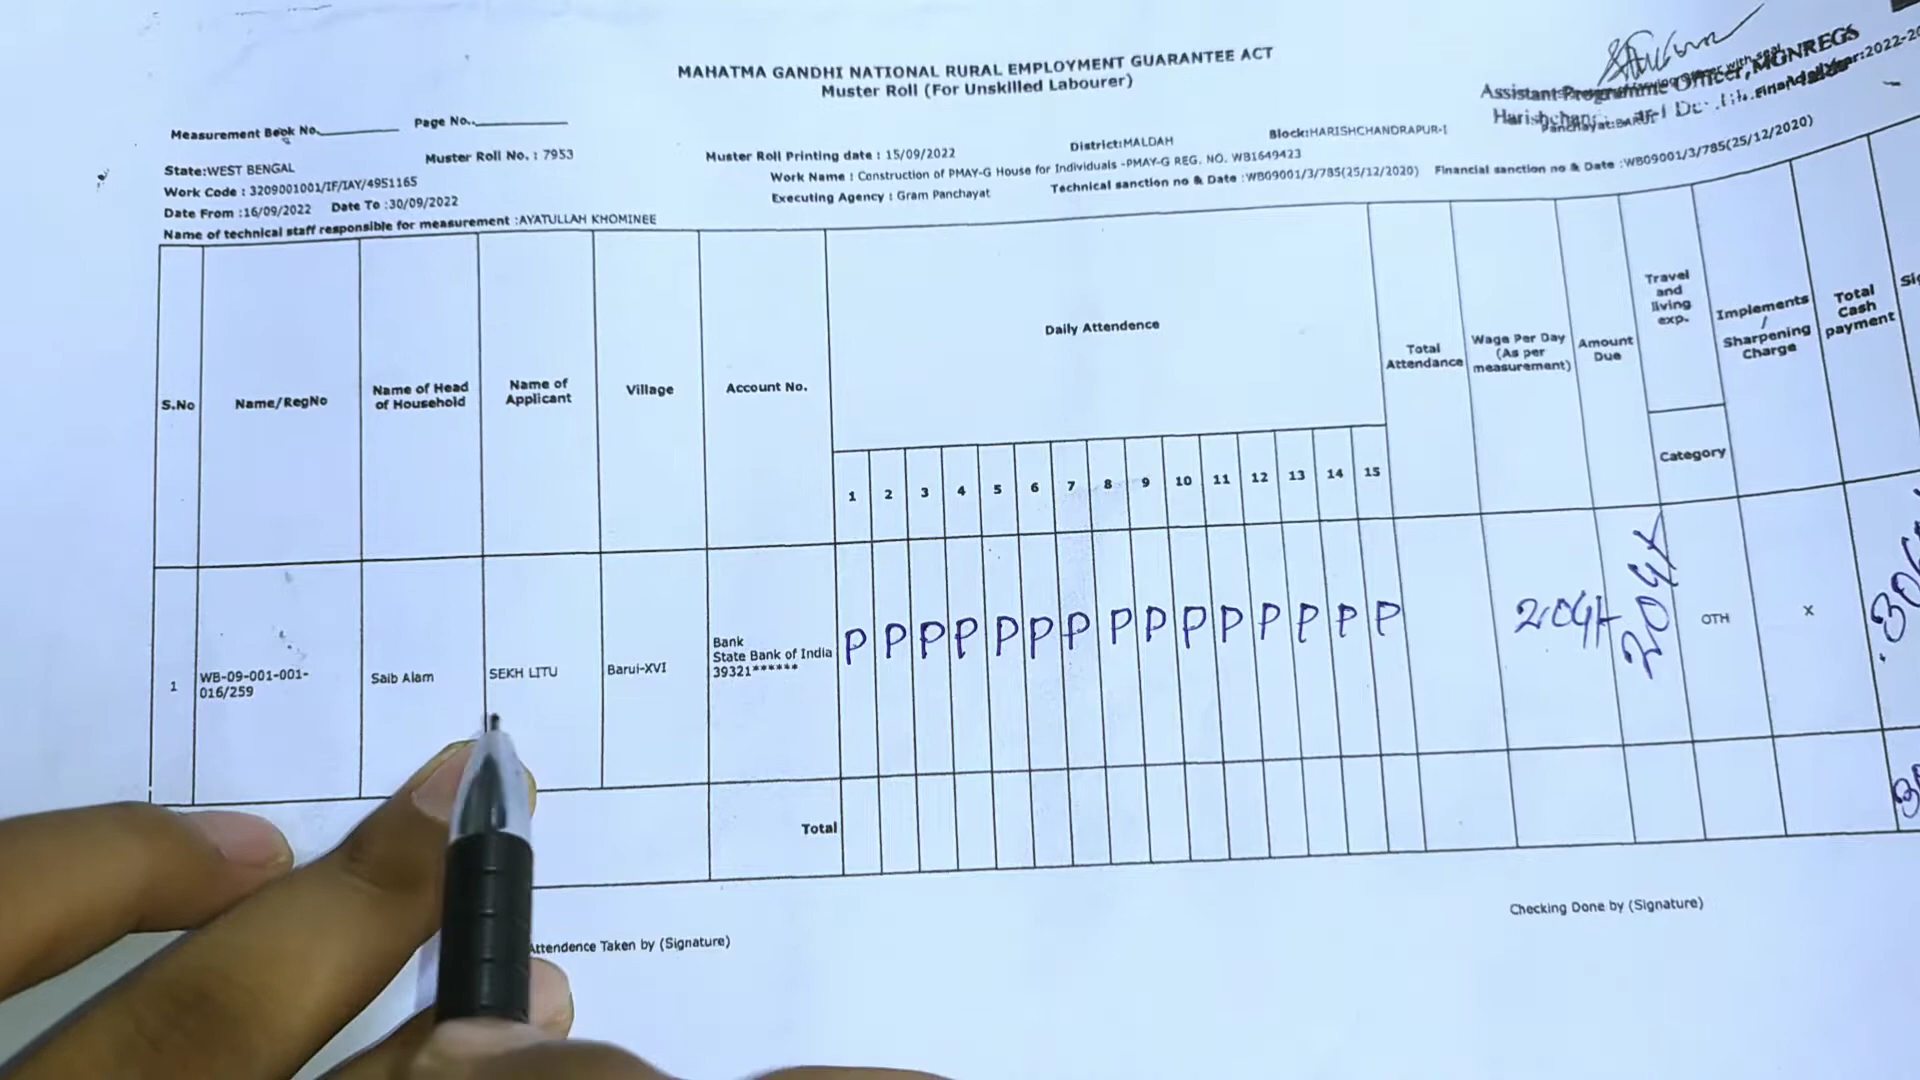 MAHATMA GANDHI NATIONAL RURAL EMPLOYMENT GUARANTEE ACT
Muster Roll (For Unskilled Labourer)
Assistant Programme Officer, MGNREGS
Measurement Book No. Page No.
State:WEST BENGAL Muster Roll No. : 7953 Muster Roll Printing date : 15/09/2022 District:MALDAH Block:HARISHCHANDRAPUR-I
Work Code : 3209001001/IF/IAY/4951165 Work Name : Construction of PMAY-G House for Individuals -PMAY-G REG. NO. WB1649423
Date From :16/09/2022 Date To :30/09/2022 Executing Agency : Gram Panchayat Technical sanction no & Date :WB09001/3/785(25/12/2020) Financial sanction no & Date :WB09001/3/785(25/12/2020)
Name of technical staff responsible for measurement :AYATULLAH KHOMINEE
S.No Name/RegNo Name of Head of Household Name of Applicant Village Account No. Daily Attendence Total Attendance Wage Per Day (As per measurement) Amount Due Travel and living exp. Implements / Sharpening Charge Total Cash payment
Category
1 2 3 4 5 6 7 8 9 10 11 12 13 14 15
1 WB-09-001-001-016/259 Saib Alam SEKH LITU Barui-XVI Bank State Bank of India 39321****** P P P P P P P P P P P P P P P OTH X
Total
Attendence Taken by (Signature) Checking Done by (Signature)